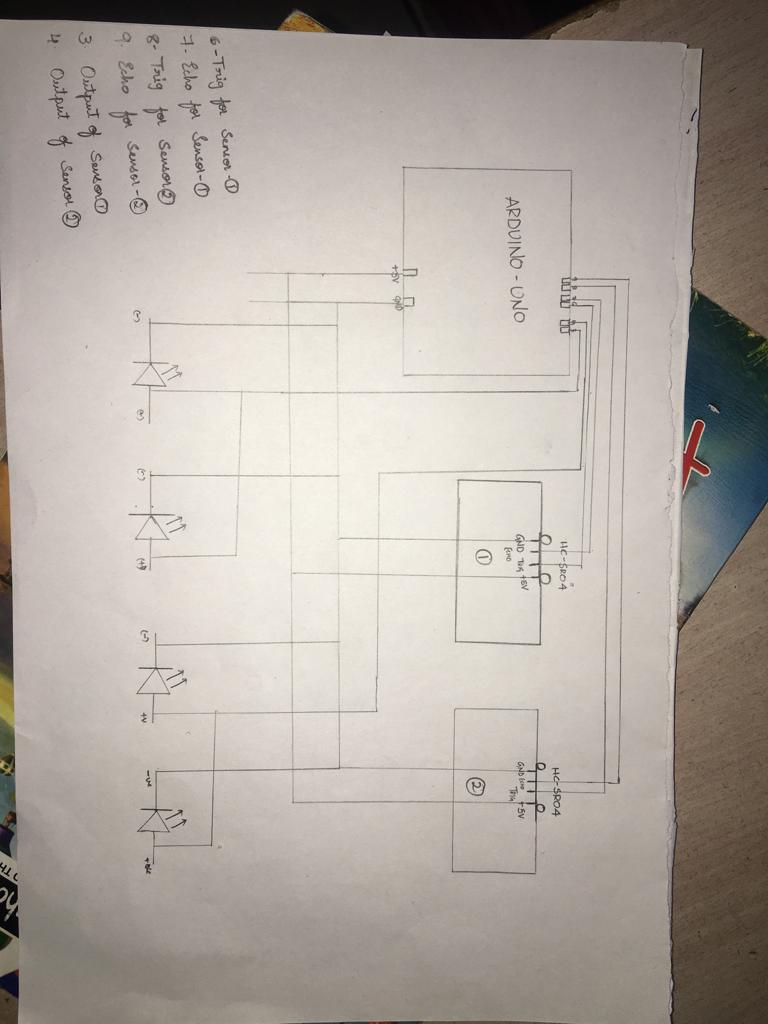 6-Trig for Sensor-①
7- Echo for Sensor-①
8- Trig for Sensor②
9- Echo for Sensor-②
3 Output of Sensor①
4 Output of Sensor②
ARDUINO-UNO
+5V
GND
HC-SR04
GND TRIG +5V
ECHO
①
HC-SR04
GND ECHO +5V
TRIG
②
(-)
(+)
(-)
(+)
(-)
+V